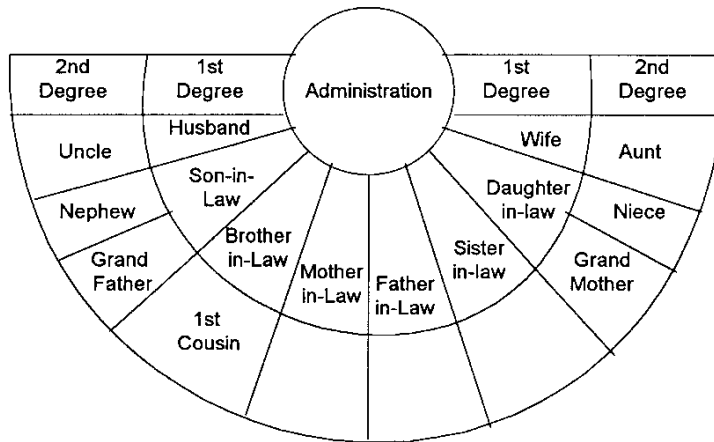 2nd
Degree
1st
Degree
Administration
1st
Degree
2nd
Degree
Husband
Wife
Uncle
Aunt
Son-in-
Law
Daughter
in-law
Nephew
Niece
Brother
in-Law
Mother
in-Law
Father
in-Law
Sister
in-law
Grand
Father
Grand
Mother
1st
Cousin